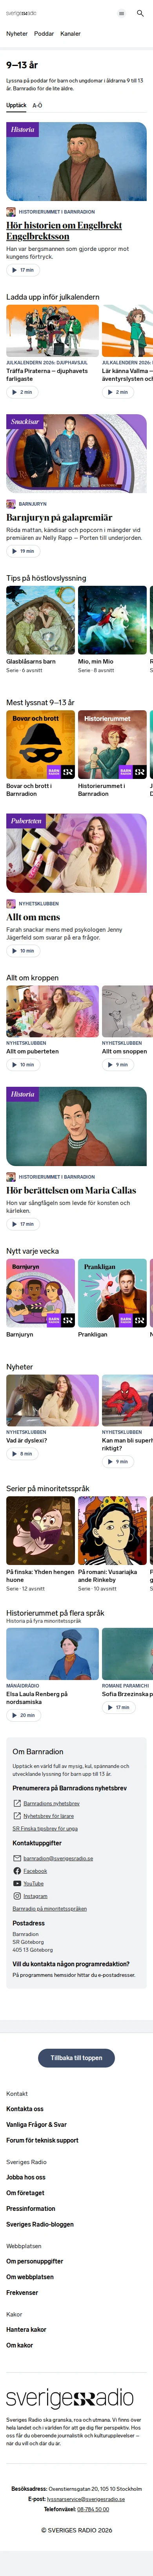 sverigesradio
Nyheter Poddar Kanaler
9–13 år
Lyssna på poddar för barn och ungdomar i åldrarna 9 till 13 år. Barnradio för de lite äldre.
Upptäck A-Ö
Historia
HISTORIERUMMET I BARNRADION
Hör historien om Engelbrekt
Engelbrektsson
Han var bergsmannen som gjorde uppror mot
kungens förtryck.
17 min
Ladda upp inför julkalendern
JULKALENDERN 2026: DAJPHAVSAIL
Träffa Piraterna – djuphavets
farligaste
2 min
JULKALENDERN 2026:
Lär känna Vallma –
äventyrslysten och
2 min
Snackisar
BARNJURYN
Barnjuryn på galapremiär
Röda mattan, kändisar och popcorn i mängder vid
premiären av Nelly Rapp – Porten till underjorden.
19 min
Tips på höstlovslyssning
Glasblåsarns barn
Serie · 6 avsnitt
Mio, min Mio
Serie · 8 avsnitt
Mest lyssnat 9–13 år
Bovar och brott
BARN RADIO
Bovar och brott i
Barnradion
Historierummet
BARN RADIO
Historierummet i
Barnradion
Puberteten
NYHETSKLUBBEN
Allt om mens
Farah snackar mens med psykologen Jenny
Jägerfeld som svarar på era frågor.
10 min
Allt om kroppen
NYHETSKLUBBEN
Allt om puberteten
10 min
NYHETSKLUBBEN
Allt om snoppen
9 min
Historia
HISTORIERUMMET I BARNRADION
Hör berättelsen om Maria Callas
Hon var sångfågeln som levde för konsten och
kärleken.
17 min
Nytt varje vecka
Barnjuryn
BARN RADIO
Barnjuryn
Prankligan
BARN RADIO
Prankligan
Nyheter
NYHETSKLUBBEN
Vad är dyslexi?
8 min
NYHETSKLUBBEN
Kan man bli superh
riktigt?
9 min
Serier på minoritetsspråk
På finska: Yhden hengen
huone
Serie · 12 avsnitt
På romani: Vusariajka
ande Rinkeby
Serie · 10 avsnitt
Historierummet på flera språk
Historia på fyra minoritetsspråk
MÁNÁIDRÁDIO
Elsa Laula Renberg på
nordsamiska
20 min
ROMANE PARAMICHI
Sofia Brzezinska p
17 min
Om Barnradion
Upptäck en värld full av mysig, kul, spännande och
utvecklande lyssning för barn upp till 13 år.
Prenumerera på Barnradions nyhetsbrev
Barnradions nyhetsbrev
Nyhetsbrev för lärare
SR Finska tipsbrev för unga
Kontaktuppgifter
barnradion@sverigesradio.se
Facebook
YouTube
Instagram
Barnradio på minoritetsspråken
Postadress
Barnradion
SR Göteborg
405 13 Göteborg
Vill du kontakta någon programredaktion?
På programmens hemsidor hittar du e-postadresser.
Tillbaka till toppen
Kontakt
Kontakta oss
Vanliga Frågor & Svar
Forum för teknisk support
Sveriges Radio
Jobba hos oss
Om företaget
Pressinformation
Sveriges Radio-bloggen
Webbplatsen
Om personuppgifter
Om webbplatsen
Frekvenser
Kakor
Hantera kakor
Om kakor
sverigesradio
Sveriges Radio ska granska, roa och utmana. Vi finns över
hela landet och i världen för att ge dig fler perspektiv. Hos
oss får du oberoende journalistik och kulturupplevelser –
när du vill och där du är.
Besöksadress: Oxenstiernsgatan 20, 105 10 Stockholm
E-post: lyssnarservice@sverigesradio.se
Telefonväxel: 08-784 50 00
© SVERIGES RADIO 2026